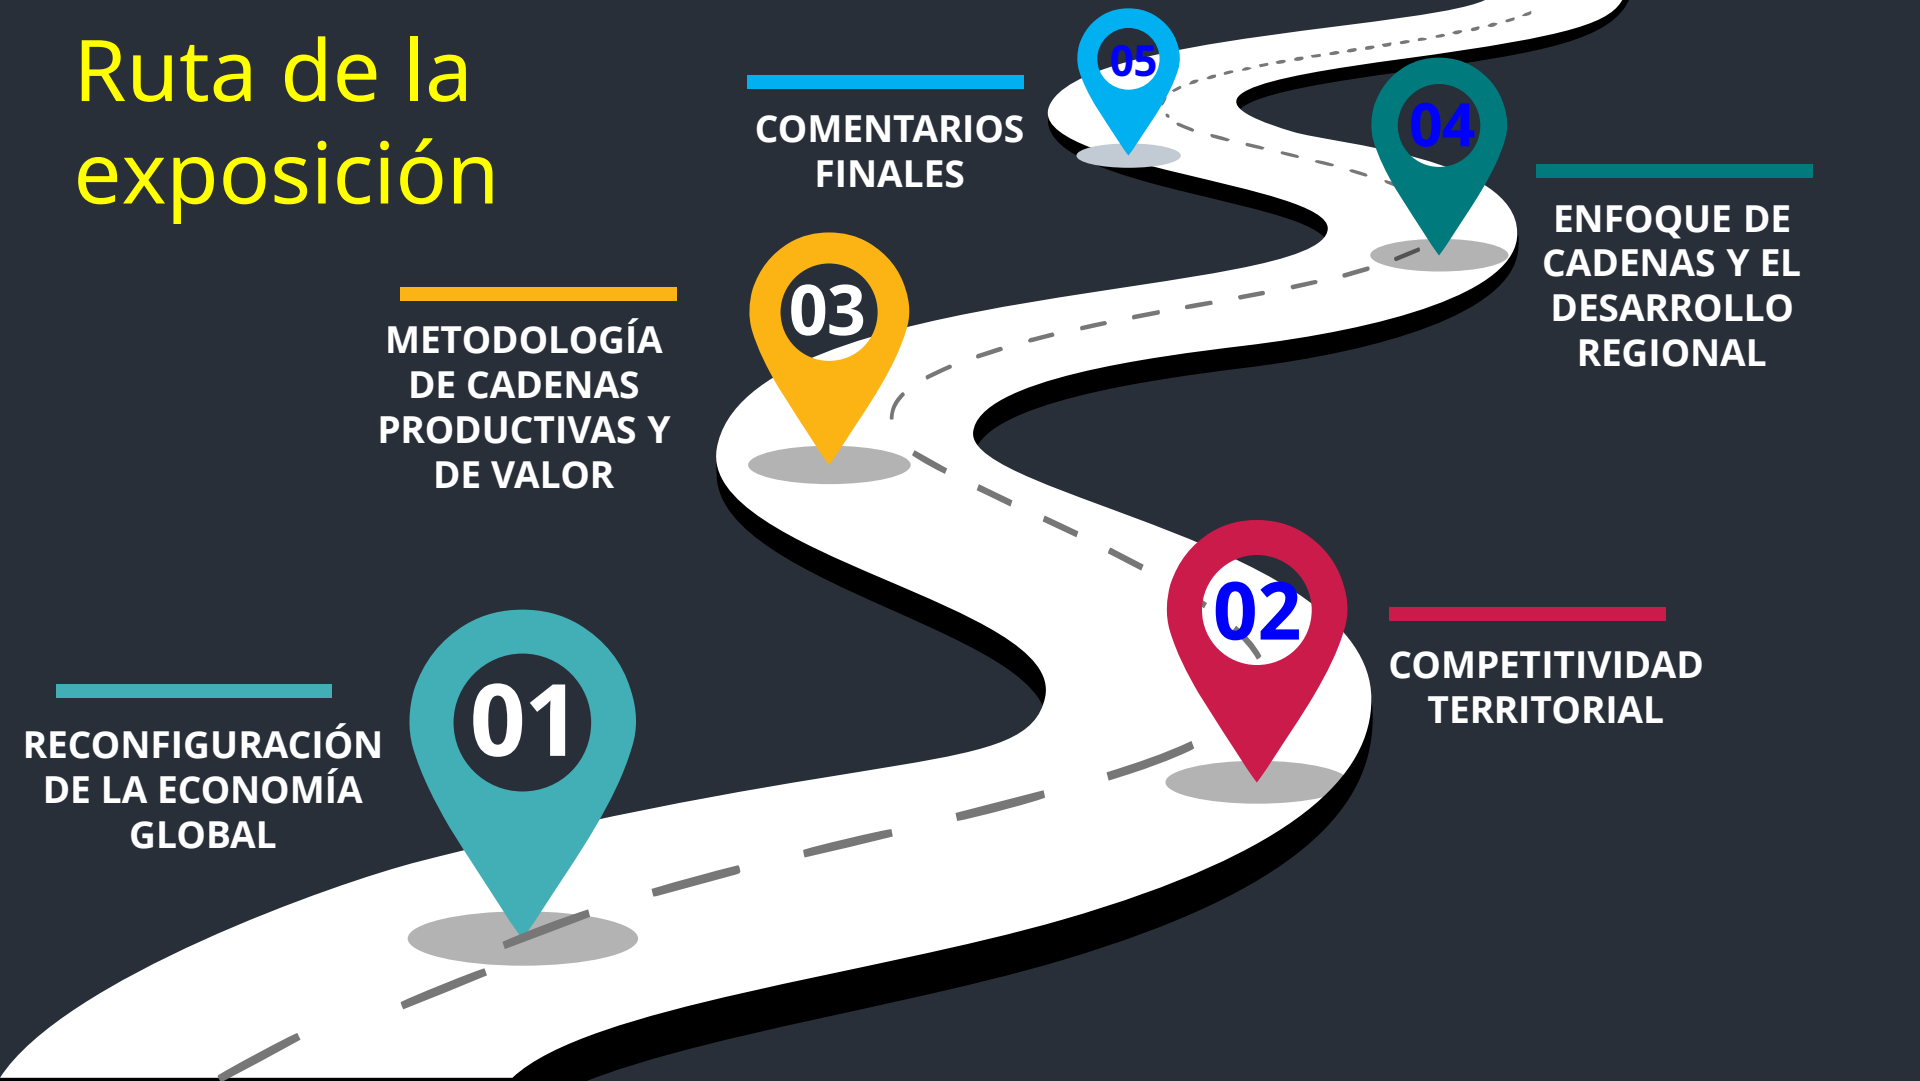 Ruta de la
exposición
01
RECONFIGURACIÓN
DE LA ECONOMÍA
GLOBAL
02
COMPETITIVIDAD
TERRITORIAL
03
METODOLOGÍA
DE CADENAS
PRODUCTIVAS Y
DE VALOR
04
ENFOQUE DE
CADENAS Y EL
DESARROLLO
REGIONAL
05
COMENTARIOS
FINALES